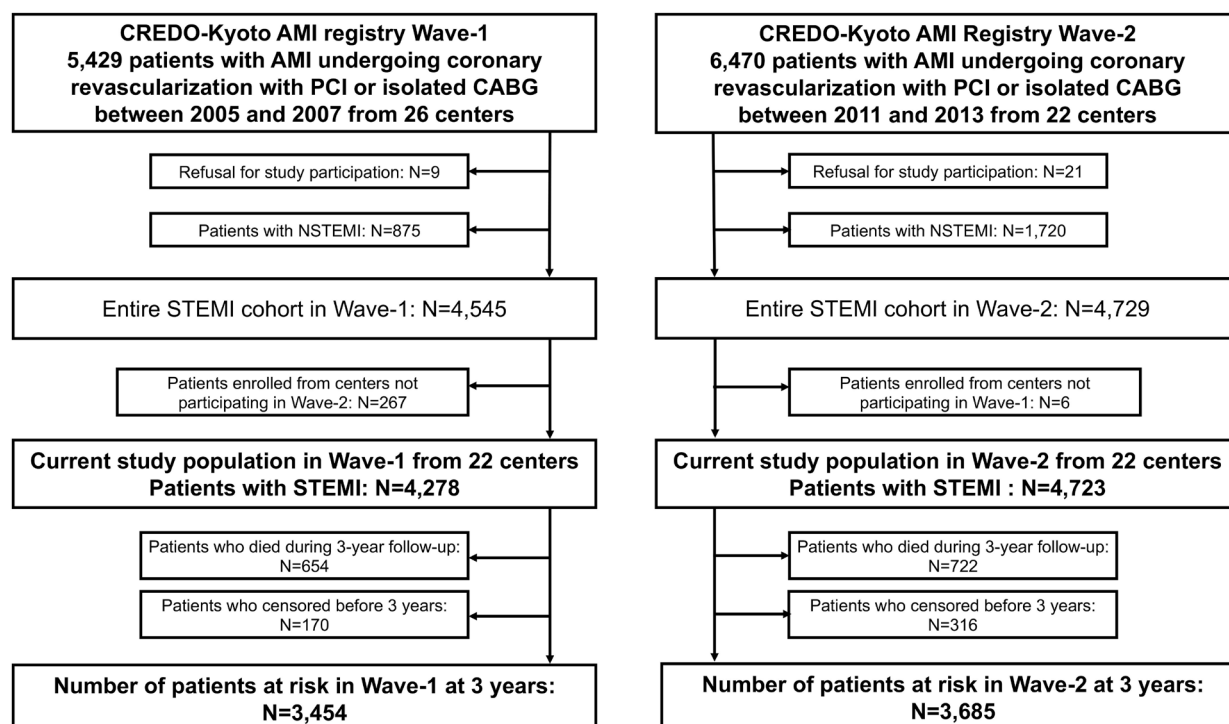 CREDO-Kyoto AMI registry Wave-1
5,429 patients with AMI undergoing coronary
revascularization with PCI or isolated CABG
between 2005 and 2007 from 26 centers
Refusal for study participation: N=9
Patients with NSTEMI: N=875
Entire STEMI cohort in Wave-1: N=4,545
Patients enrolled from centers not
participating in Wave-2: N=267
Current study population in Wave-1 from 22 centers
Patients with STEMI: N=4,278
Patients who died during 3-year follow-up:
N=654
Patients who censored before 3 years:
N=170
Number of patients at risk in Wave-1 at 3 years:
N=3,454
CREDO-Kyoto AMI Registry Wave-2
6,470 patients with AMI undergoing coronary
revascularization with PCI or isolated CABG
between 2011 and 2013 from 22 centers
Refusal for study participation: N=21
Patients with NSTEMI: N=1,720
Entire STEMI cohort in Wave-2: N=4,729
Patients enrolled from centers not
participating in Wave-1: N=6
Current study population in Wave-2 from 22 centers
Patients with STEMI : N=4,723
Patients who died during 3-year follow-up:
N=722
Patients who censored before 3 years:
N=316
Number of patients at risk in Wave-2 at 3 years:
N=3,685